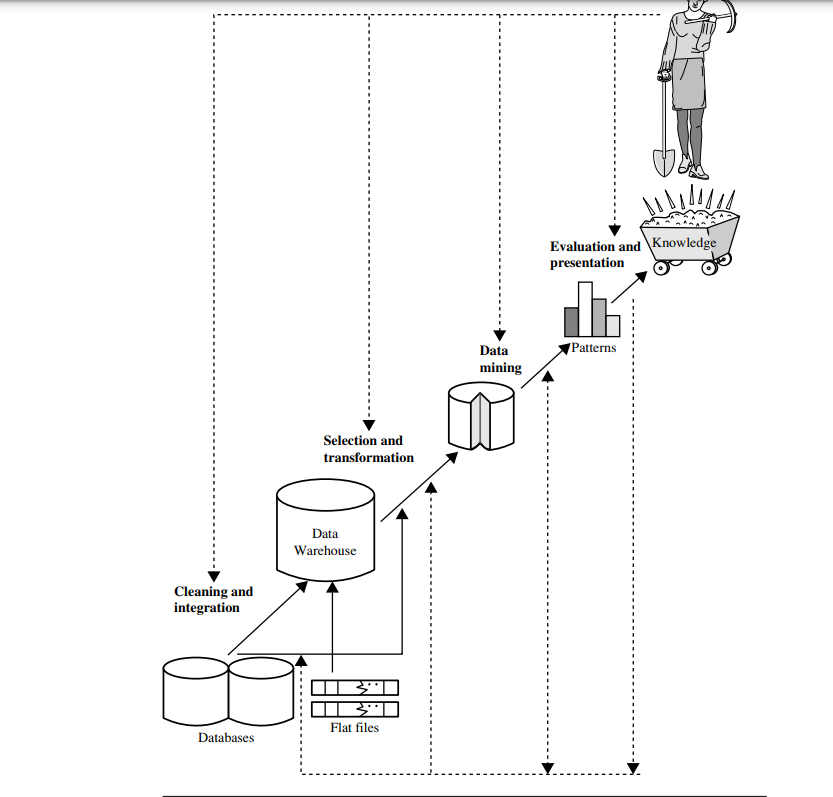 Evaluation and
presentation
Knowledge
Patterns
Data
mining
Selection and
transformation
Data
Warehouse
Cleaning and
integration
Databases
Flat files